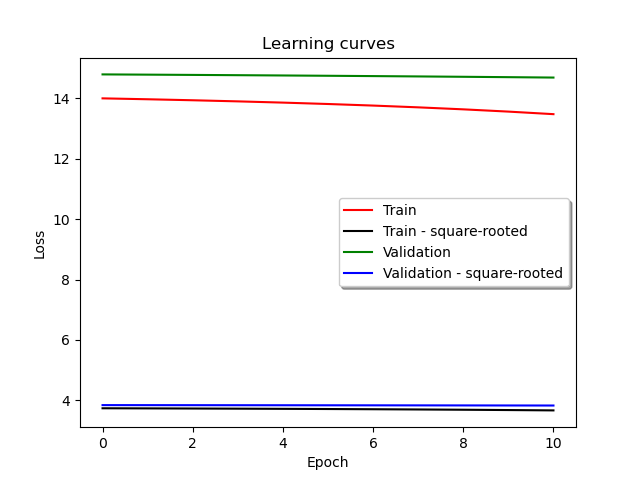 Learning curves
14
12
10
8
6
4
Loss
Train
Train - square-rooted
Validation
Validation - square-rooted
0 2 4 6 8 10
Epoch